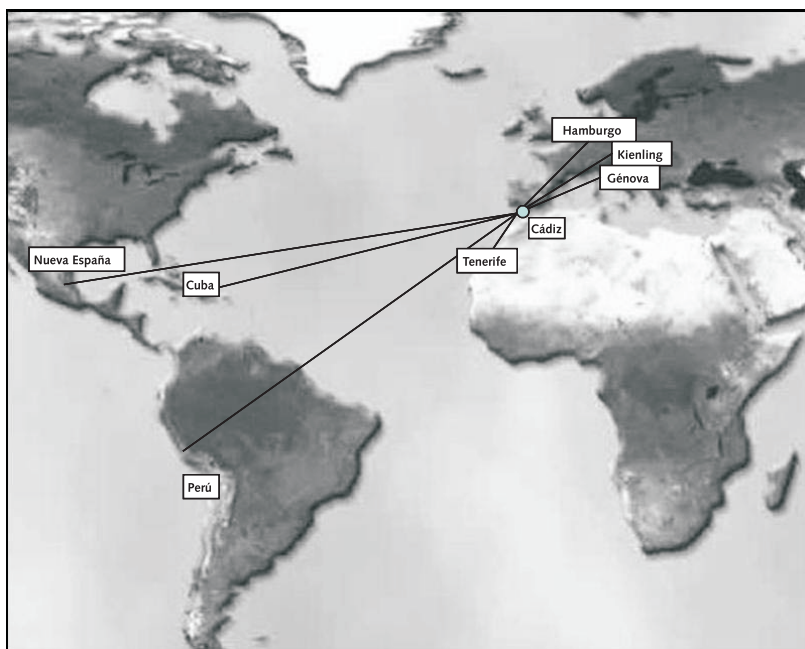 Hamburgo
Kienling
Génova
Cádiz
Nueva España
Tenerife
Cuba
Perú